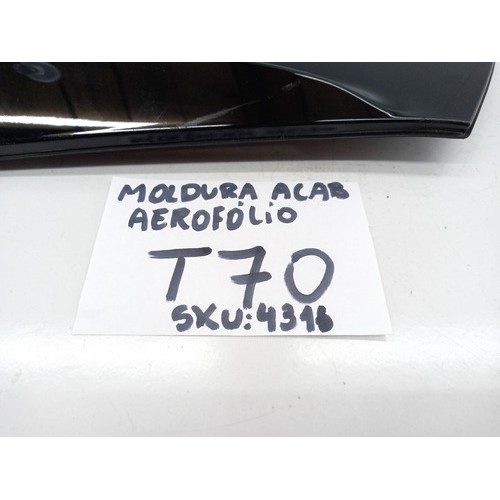 MOLDURA ACAB
AEROFÓLIO
T70
SKU:4316